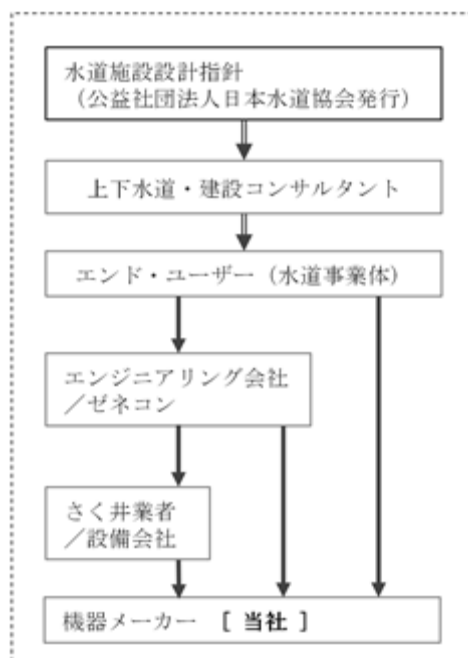 水道施設設計指針
（公益社団法人日本水道協会発行）
上下水道・建設コンサルタント
エンド・ユーザー（水道事業体）
エンジニアリング会社
／ゼネコン
さく井業者
／設備会社
機器メーカー ［ 当社 ］